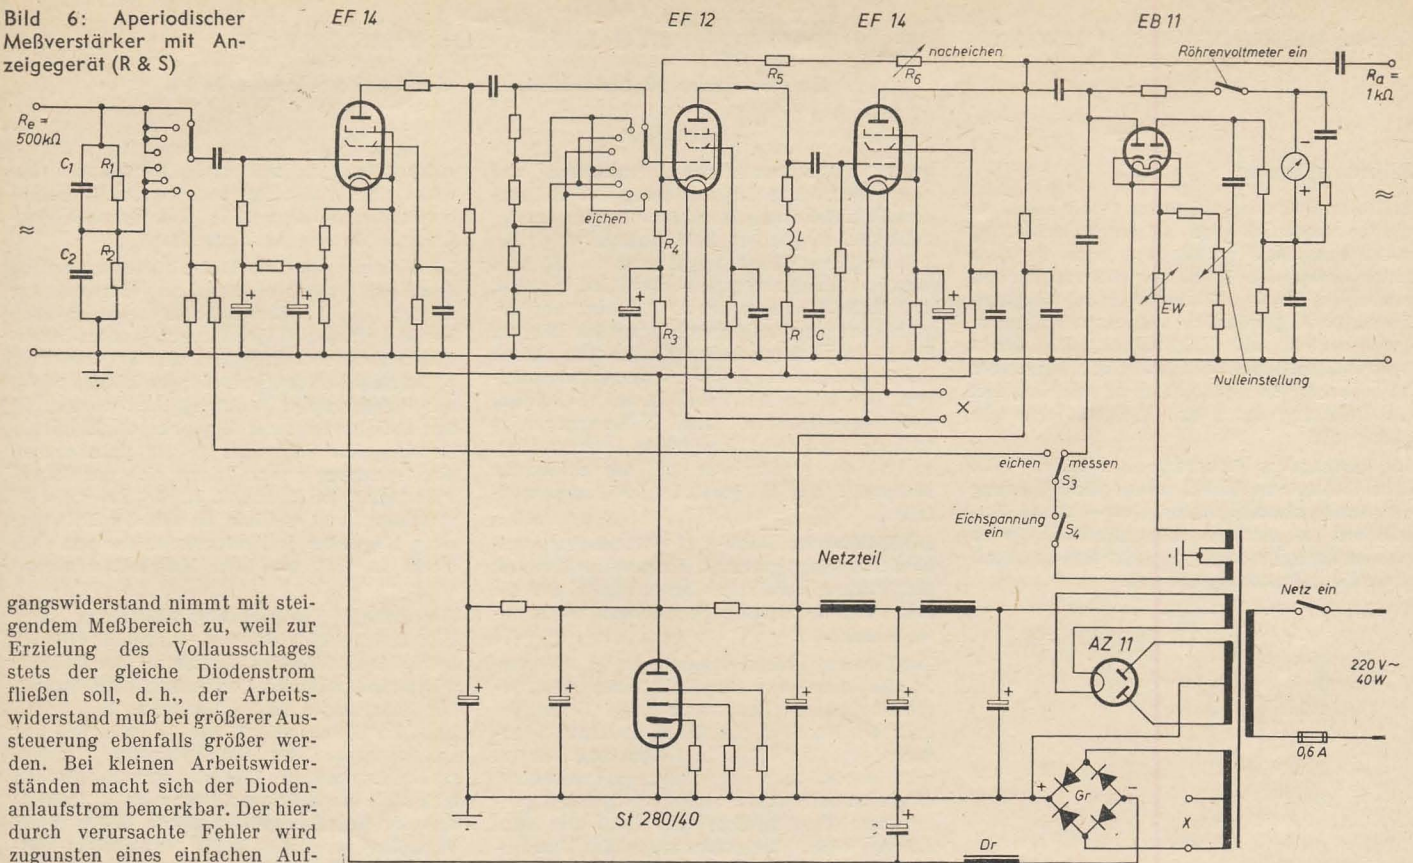 Bild 6: Aperiodischer
Meßverstärker mit An-
zeigegerät (R & S)
EF 14
EF 12
EF 14
EB 11
nacheichen
Röhrenvoltmeter ein
R5
R6
Ra =
1kΩ
Re =
500kΩ
C1
R1
≈
C2
R2
eichen
R4
L
R3
R
C
-
+
≈
EW
Nulleinstellung
+
+
+
+
X
eichen
messen
S3
Eichspannung
ein
S4
Netzteil
Netz ein
AZ 11
220 V~
40W
0,6 A
+
+
+
+
+
St 280/40
+
Gr
–
+
X
Dr
gangswiderstand nimmt mit stei-
gendem Meßbereich zu, weil zur
Erzielung des Vollausschlages
stets der gleiche Diodenstrom
fließen soll, d. h., der Arbeits-
widerstand muß bei größerer Aus-
steuerung ebenfalls größer wer-
den. Bei kleinen Arbeitswider-
ständen macht sich der Dioden-
anlaufstrom bemerkbar. Der hier-
durch verursachte Fehler wird
zugunsten eines einfachen Auf-